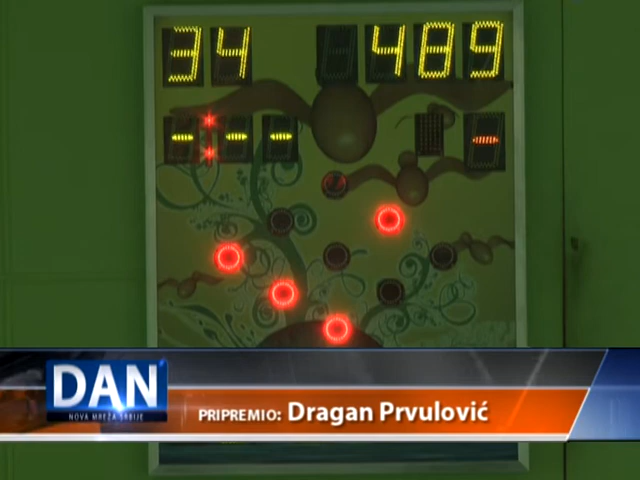 34 489
- : - - -
DAN
NOVA MREŽA SRBIJE
PRIPREMIO: Dragan Prvulović